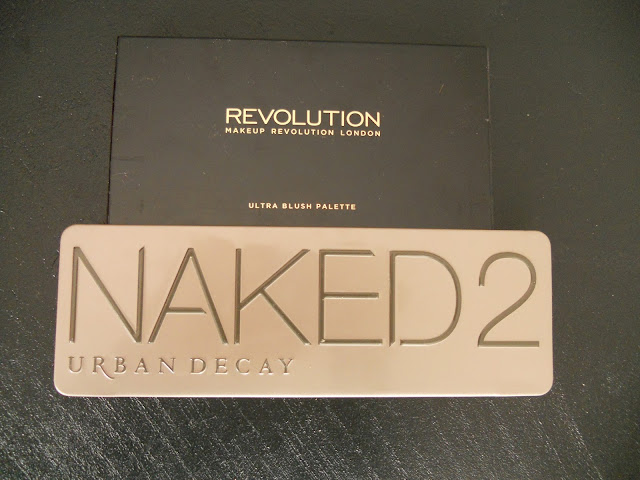 REVOLUTION
MAKEUP REVOLUTION LONDON
ULTRA BLUSH PALETTE
NAKED2
URBAN DECAY